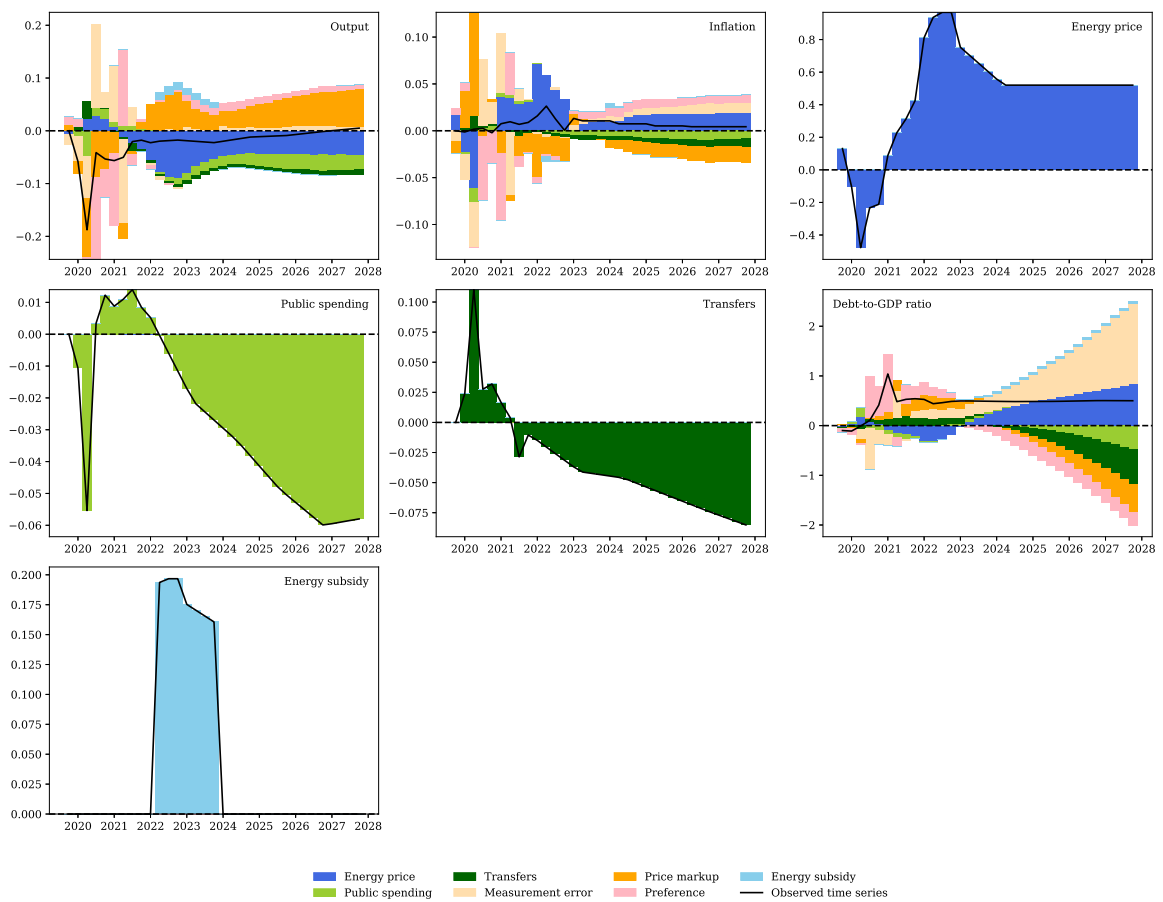 Output
0.2
0.1
0.0
−0.1
−0.2
2020 2021 2022 2023 2024 2025 2026 2027 2028
Inflation
0.10
0.05
0.00
−0.05
−0.10
2020 2021 2022 2023 2024 2025 2026 2027 2028
Energy price
0.8
0.6
0.4
0.2
0.0
−0.2
−0.4
2020 2021 2022 2023 2024 2025 2026 2027 2028
Public spending
0.01
0.00
−0.01
−0.02
−0.03
−0.04
−0.05
−0.06
2020 2021 2022 2023 2024 2025 2026 2027 2028
Transfers
0.100
0.075
0.050
0.025
0.000
−0.025
−0.050
−0.075
2020 2021 2022 2023 2024 2025 2026 2027 2028
Debt-to-GDP ratio
2
1
0
−1
−2
2020 2021 2022 2023 2024 2025 2026 2027 2028
Energy subsidy
0.200
0.175
0.150
0.125
0.100
0.075
0.050
0.025
0.000
2020 2021 2022 2023 2024 2025 2026 2027 2028
Energy price Transfers Price markup Energy subsidy
Public spending Measurement error Preference Observed time series